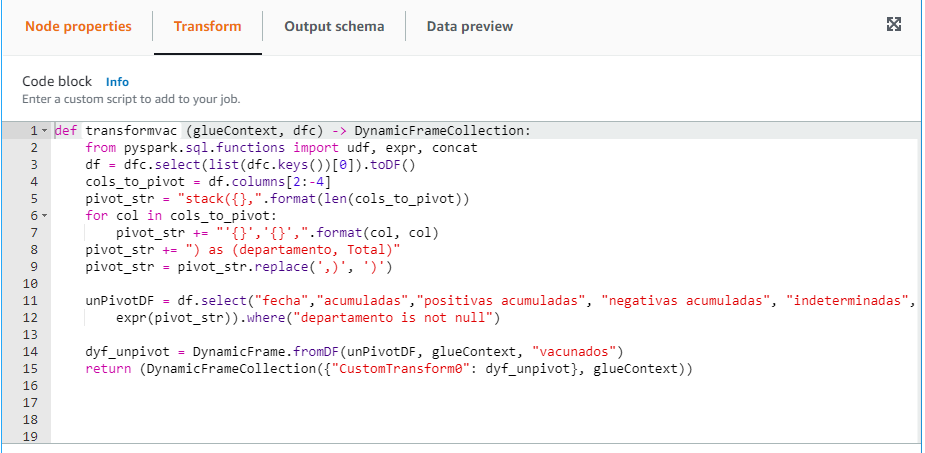 Node properties Transform Output schema Data preview
Code block Info
Enter a custom script to add to your job.
1 def transformvac (glueContext, dfc) -> DynamicFrameCollection:
2     from pyspark.sql.functions import udf, expr, concat
3     df = dfc.select(list(dfc.keys())[0]).toDF()
4     cols_to_pivot = df.columns[2:-4]
5     pivot_str = "stack({},".format(len(cols_to_pivot))
6     for col in cols_to_pivot:
7         pivot_str += "'{}','{}',".format(col, col)
8     pivot_str += ") as (departamento, Total)"
9     pivot_str = pivot_str.replace(',)', ')')
10
11     unPivotDF = df.select("fecha","acumuladas","positivas acumuladas", "negativas acumuladas", "indeterminadas",
12         expr(pivot_str)).where("departamento is not null")
13
14     dyf_unpivot = DynamicFrame.fromDF(unPivotDF, glueContext, "vacunados")
15     return (DynamicFrameCollection({"CustomTransform0": dyf_unpivot}, glueContext))
16
17
18
19